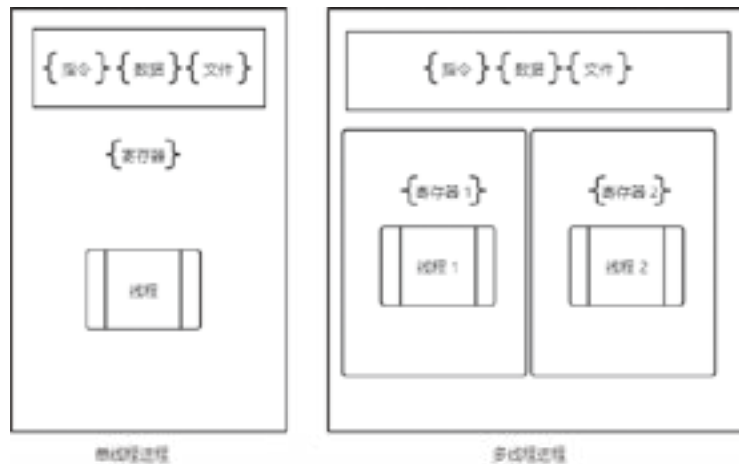 {指令} {数据} {文件}
{寄存器}
线程
单线程进程
{指令} {数据} {文件}
{寄存器 1}
{寄存器 2}
线程 1
线程 2
多线程进程